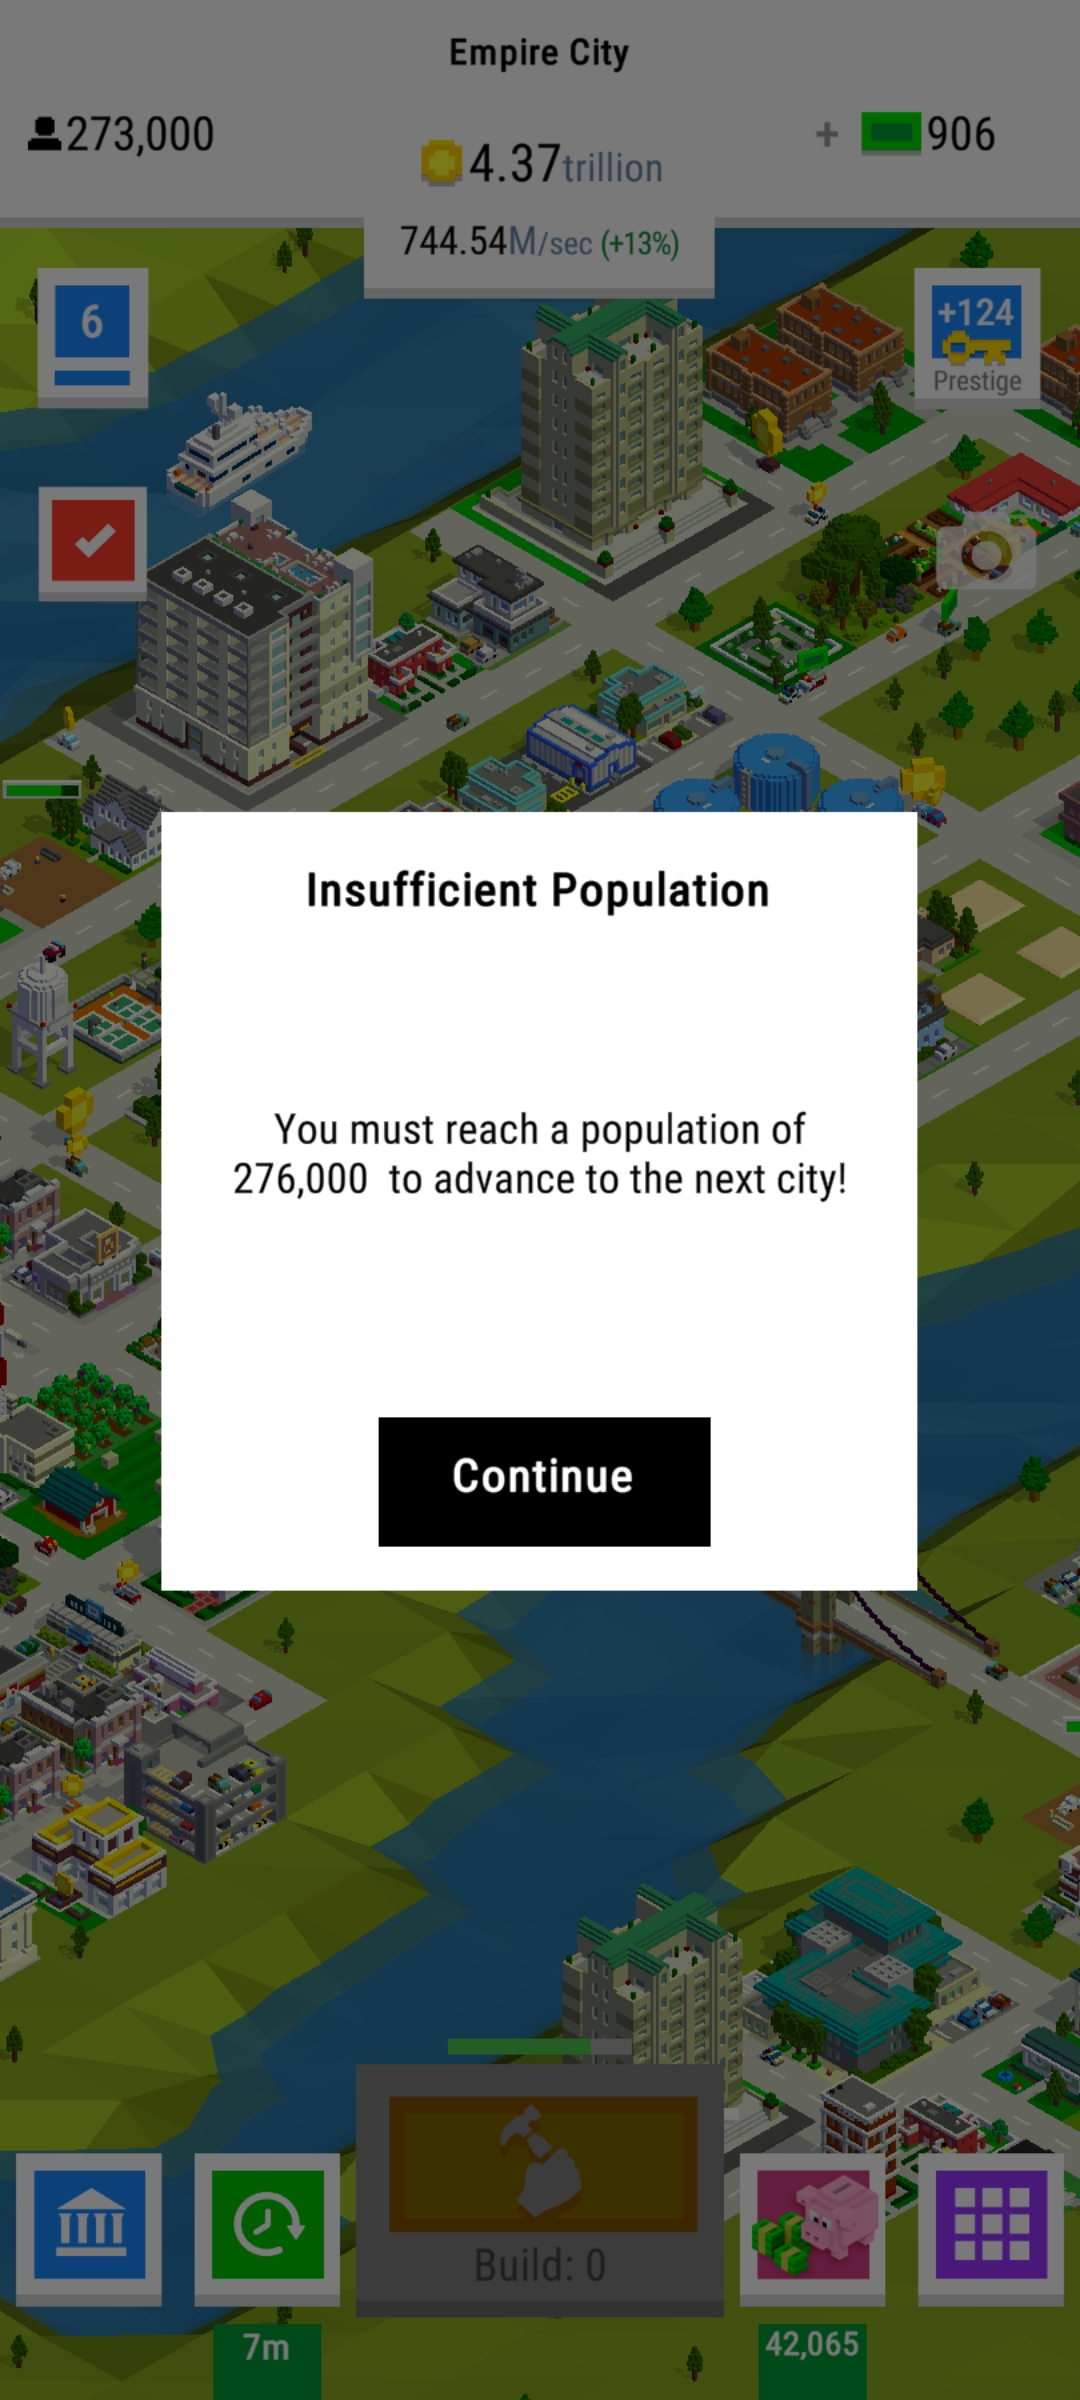 Empire City
273,000
4.37trillion
+ 906
744.54M/sec (+13%)
6
+124
Prestige
Insufficient Population
You must reach a population of
276,000 to advance to the next city!
Continue
Build: 0
7m
42,065